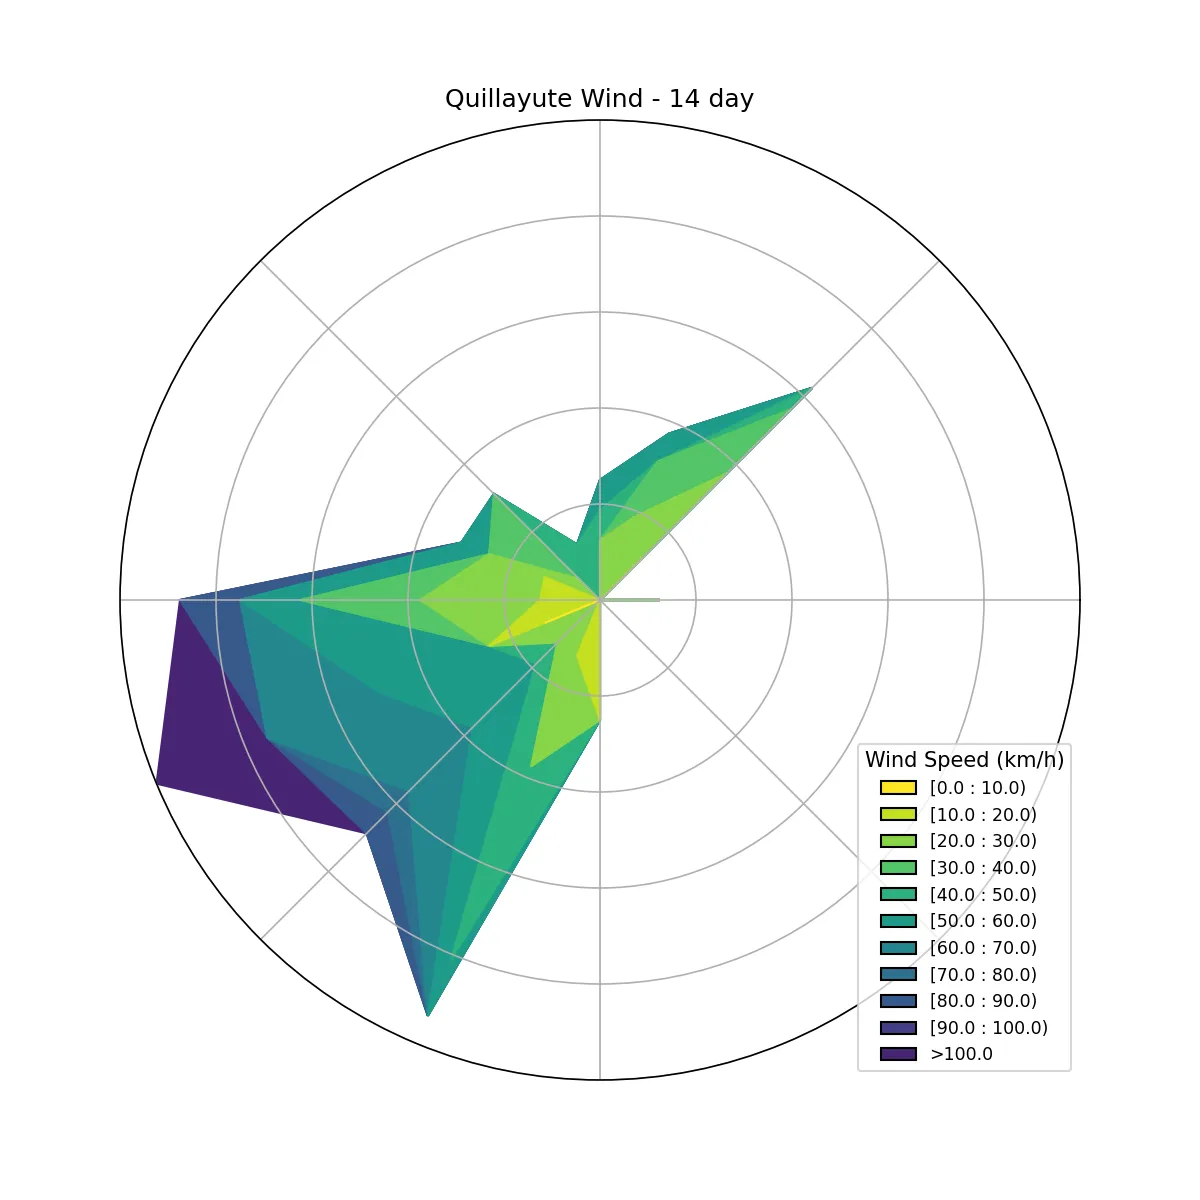 Quillayute Wind - 14 day
Wind Speed (km/h)
[0.0 : 10.0)
[10.0 : 20.0)
[20.0 : 30.0)
[30.0 : 40.0)
[40.0 : 50.0)
[50.0 : 60.0)
[60.0 : 70.0)
[70.0 : 80.0)
[80.0 : 90.0)
[90.0 : 100.0)
>100.0